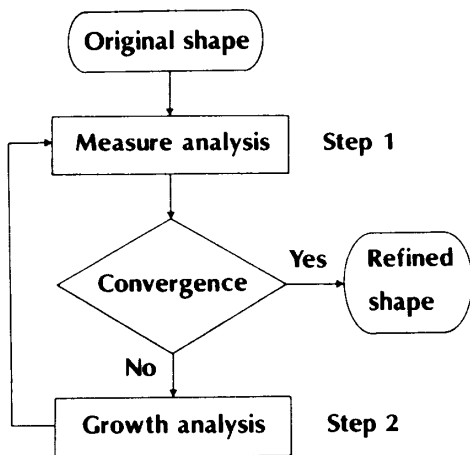 Original shape
Measure analysis
Step 1
Convergence
Yes
Refined
shape
No
Growth analysis
Step 2